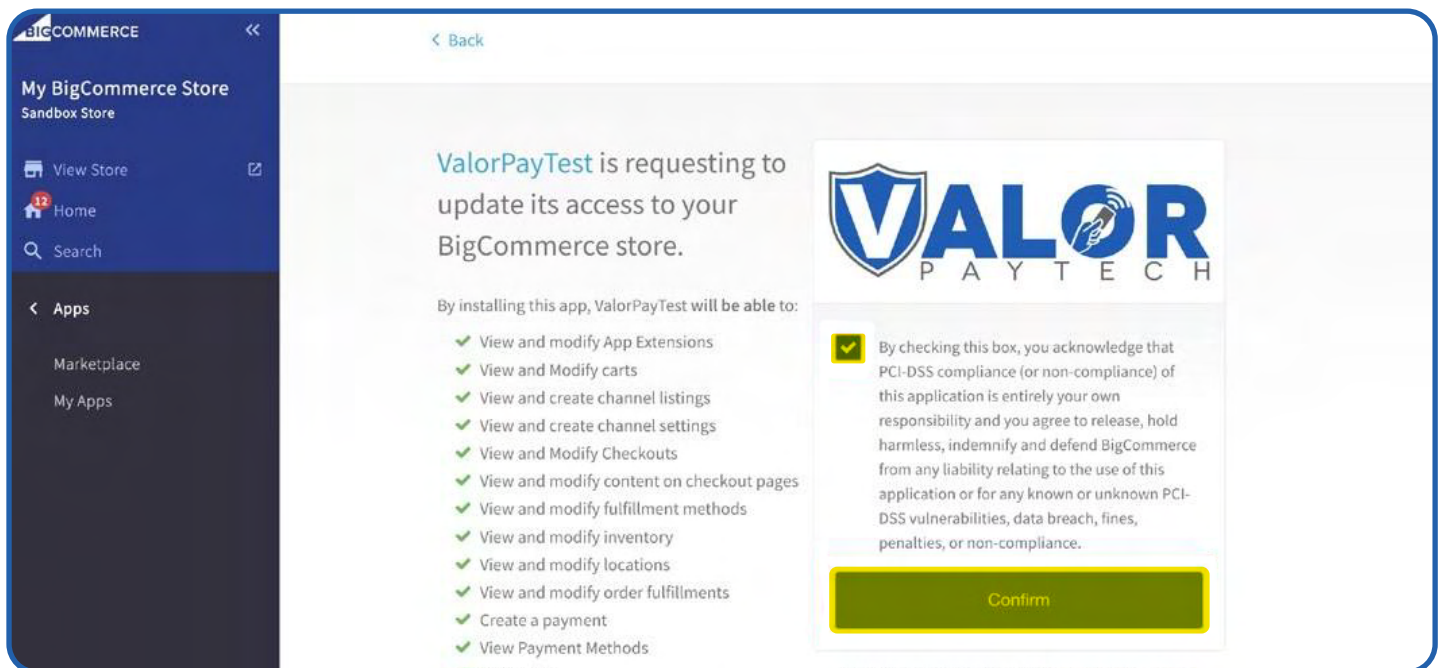 BIGCOMMERCE
My BigCommerce Store
Sandbox Store
View Store
12
Home
Search
Apps
Marketplace
My Apps
Back
ValorPayTest is requesting to
update its access to your
BigCommerce store.
By installing this app, ValorPayTest will be able to:
View and modify App Extensions
View and Modify carts
View and create channel listings
View and create channel settings
View and Modify Checkouts
View and modify content on checkout pages
View and modify fulfillment methods
View and modify inventory
View and modify locations
View and modify order fulfillments
Create a payment
View Payment Methods
VALOR
PAYTECH
By checking this box, you acknowledge that
PCI-DSS compliance (or non-compliance) of
this application is entirely your own
responsibility and you agree to release, hold
harmless, indemnify and defend BigCommerce
from any liability relating to the use of this
application or for any known or unknown PCI-
DSS vulnerabilities, data breach, fines,
penalties, or non-compliance.
Confirm